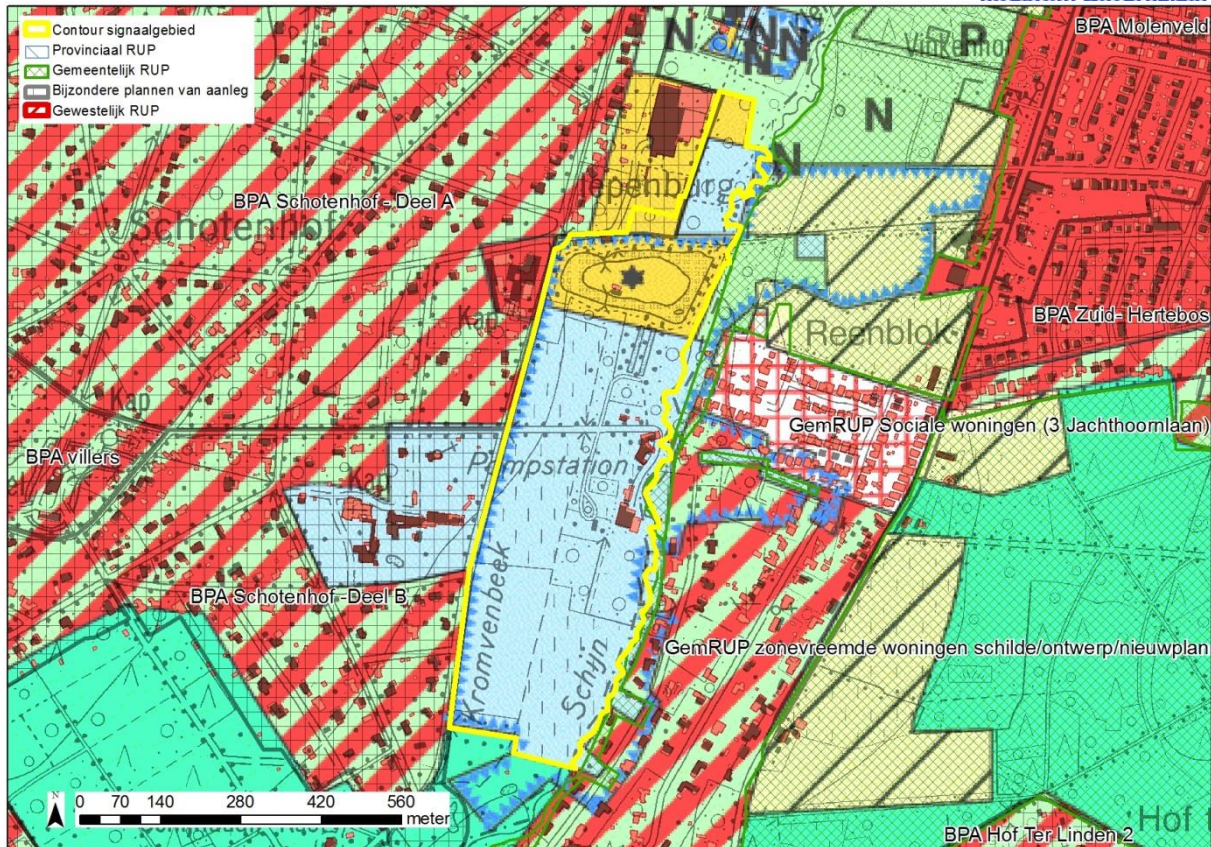 Contour signaalgebied
Provinciaal RUP
Gemeentelijk RUP
Bijzondere plannen van aanleg
Gewestelijk RUP
N N N
N
P
BPA Molenveld
N
N
BPA Schotenhof - Deel A
Schotenhof
Kap
Reenblok
BPA Zuid- Hertebos
GemRUP Sociale woningen (3 Jachthoornlaan)
Kap
BPA villers
Pompstation
Kap
BPA Schotenhof -Deel B
Kromvenbeek
Schijn
GemRUP zonevreemde woningen schilde/ontwerp/nieuwplan
N
0 70 140 280 420 560
meter
BPA Hof Ter Linden 2
Hof